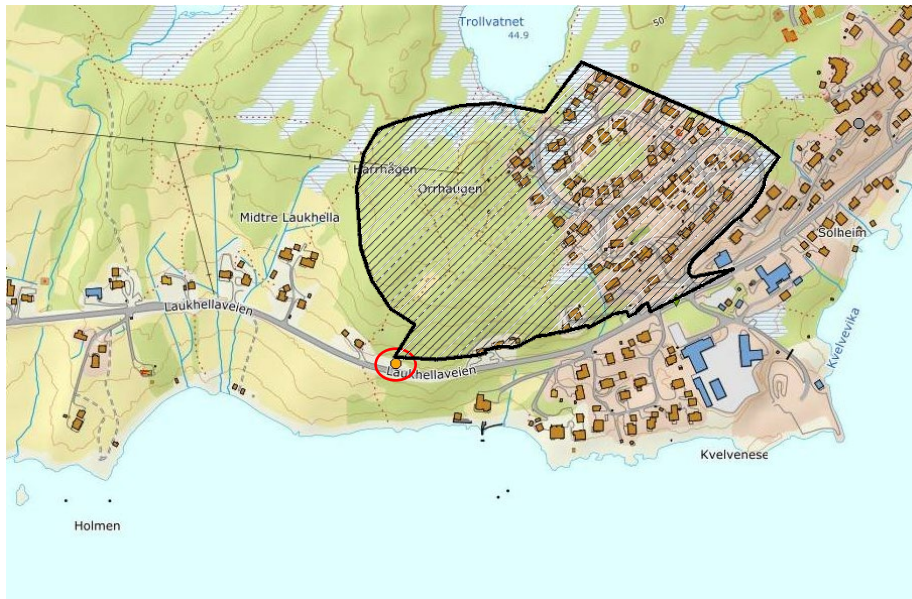 Trollvatnet
44.9
50
Harrhågen
Orrhaugen
Midtre Laukhella
Solheim
Laukhellaveien
Kvelvevika
Laukhellaveien
Kvelvenese
Holmen